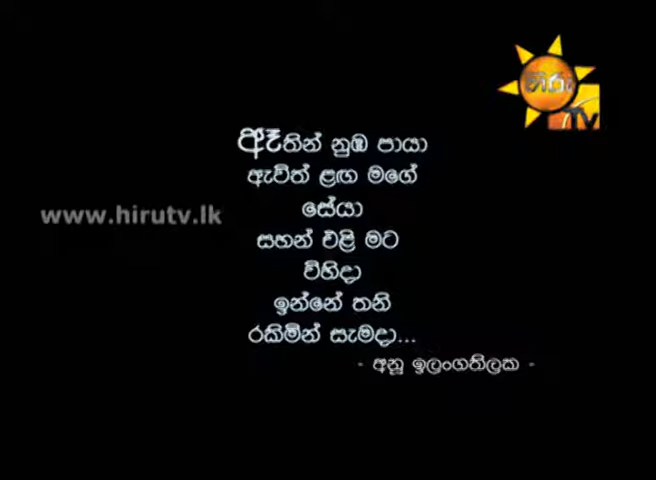 හිරු
TV
ඈතින් නුඹ පායා
ඇවිත් ළඟ මගේ
සේයා
www.hirutv.lk
සහන් එළි මට
විහිදා
ඉන්නේ තනි
රකිමින් සැමදා...
- අනූ ඉලංගතිලක -